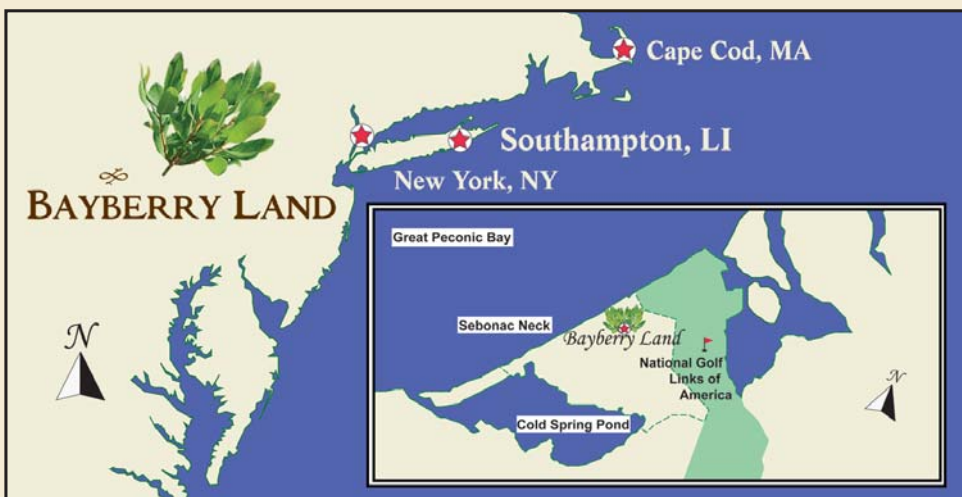 Cape Cod, MA
Southampton, LI
New York, NY
BAYBERRY LAND
N
Great Peconic Bay
Sebonac Neck
Bayberry Land
National Golf
Links of
America
Cold Spring Pond
N